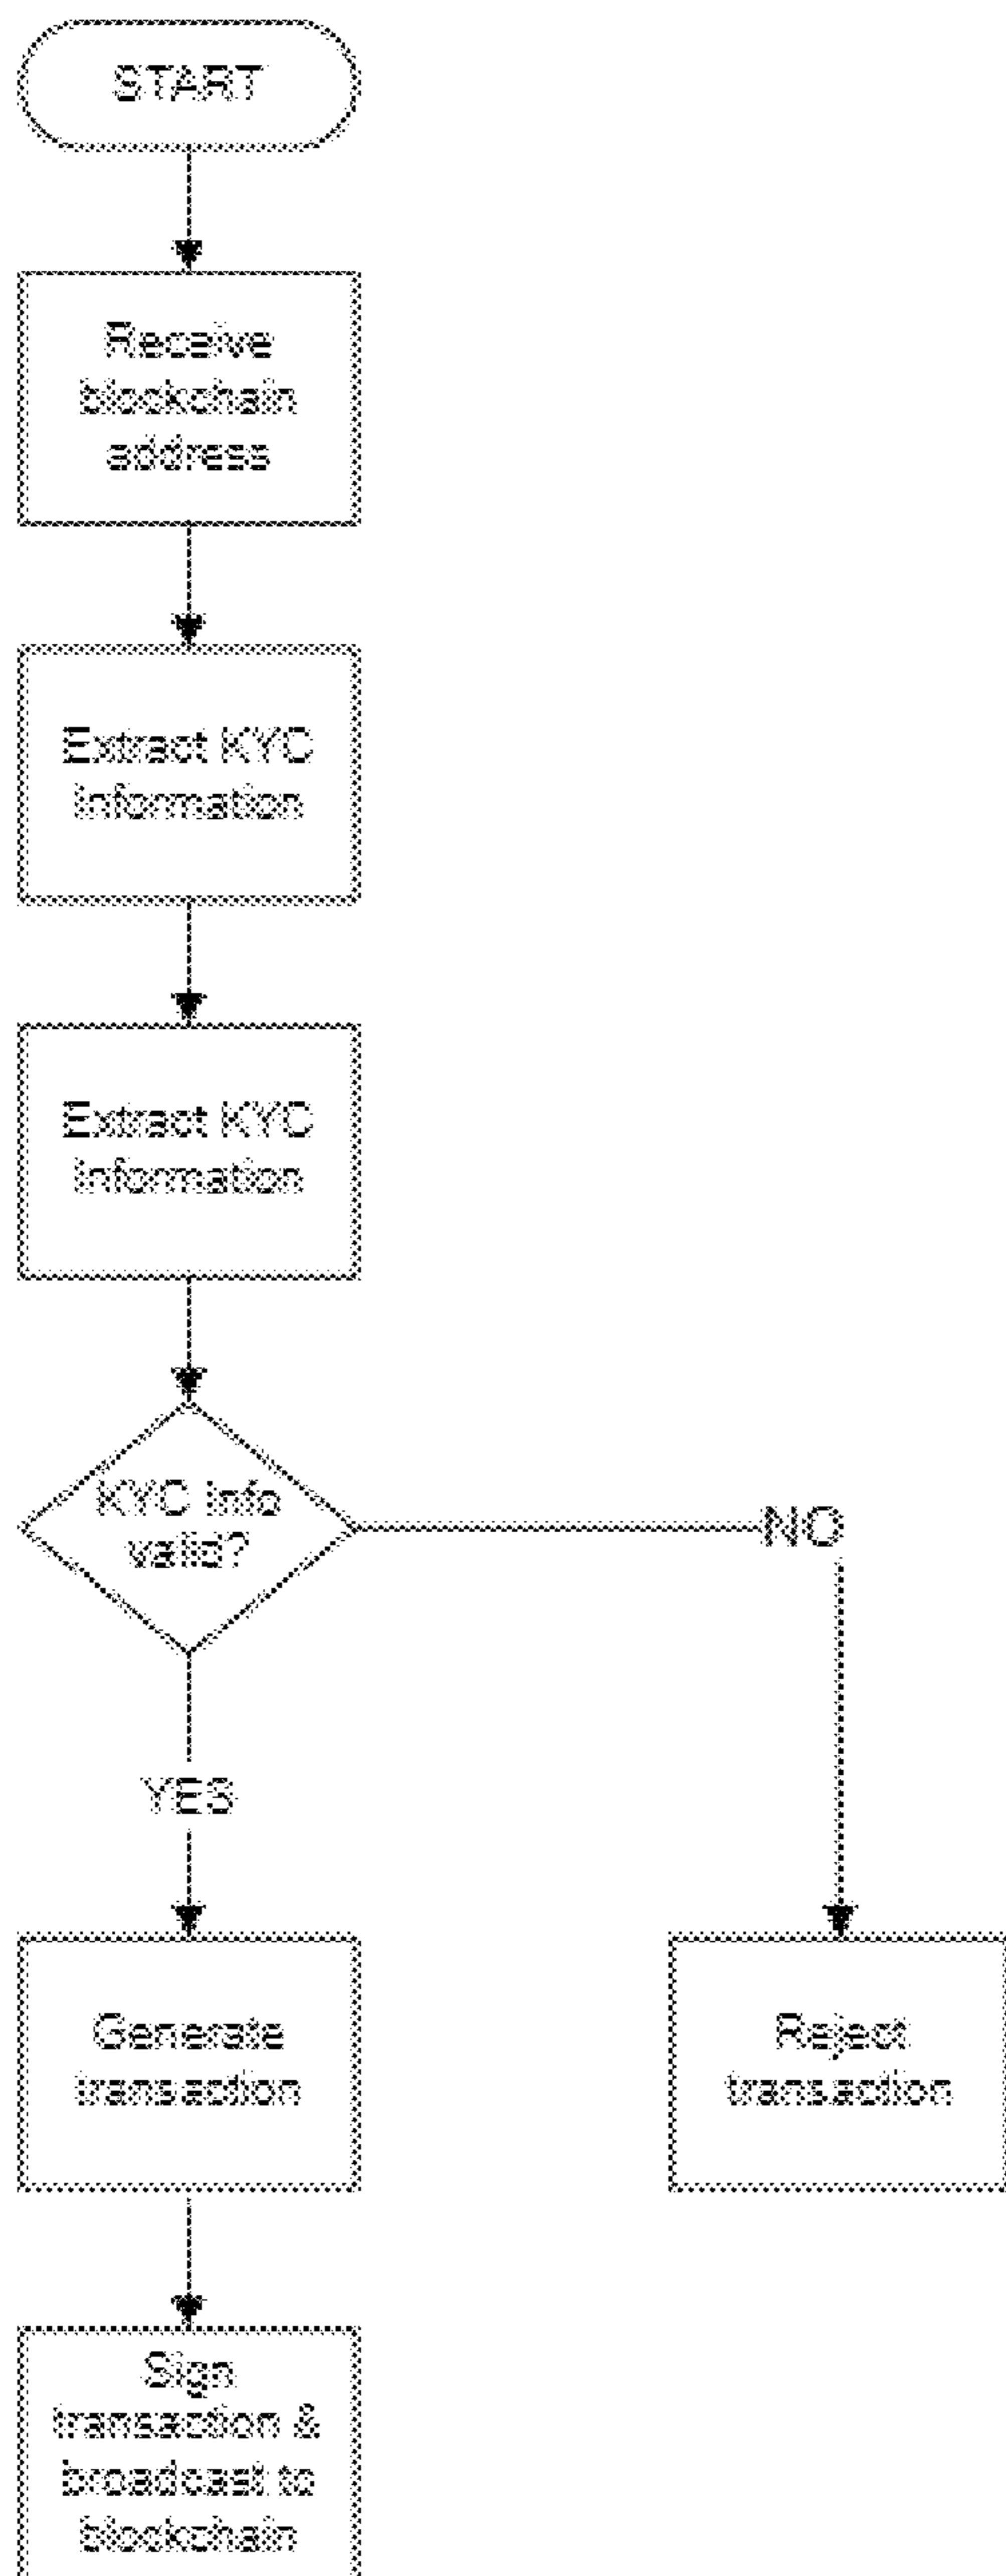 START
Receive
blockchain
address
Extract KYC
information
Extract KYC
information
KYC info
valid?
NO
YES
Generate
transaction
Reject
transaction
Sign
transaction &
broadcast to
blockchain